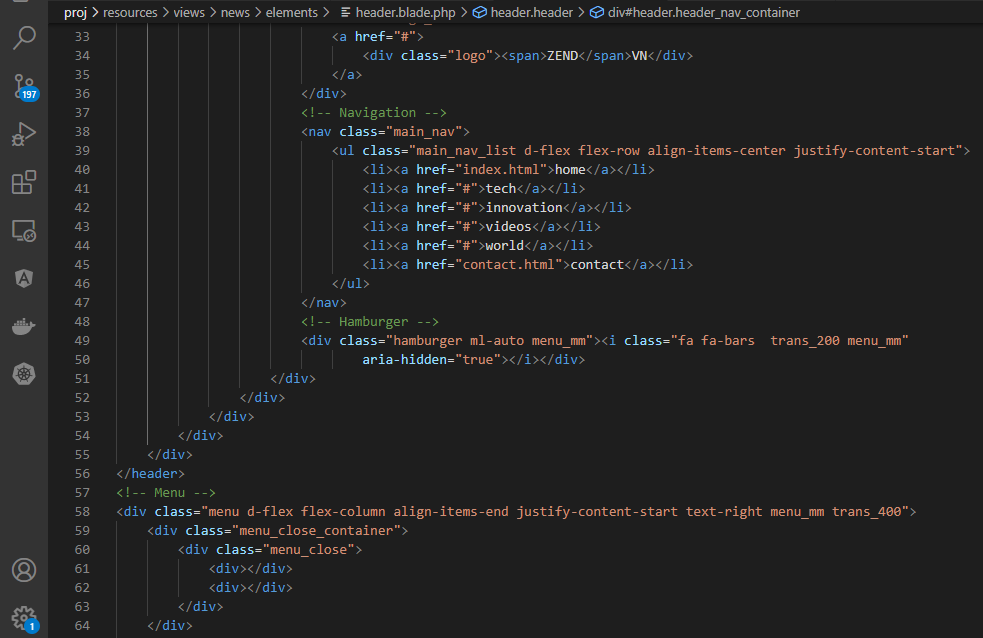 proj > resources > views > news > elements > header.blade.php > header.header > div#header.header_nav_container
33 <a href="#">
34 <div class="logo"><span>ZEND</span>VN</div>
35 </a>
36 </div>
37 <!-- Navigation -->
38 <nav class="main_nav">
39 <ul class="main_nav_list d-flex flex-row align-items-center justify-content-start">
40 <li><a href="index.html">home</a></li>
41 <li><a href="#">tech</a></li>
42 <li><a href="#">innovation</a></li>
43 <li><a href="#">videos</a></li>
44 <li><a href="#">world</a></li>
45 <li><a href="contact.html">contact</a></li>
46 </ul>
47 </nav>
48 <!-- Hamburger -->
49 <div class="hamburger ml-auto menu_mm"><i class="fa fa-bars  trans_200 menu_mm"
50 aria-hidden="true"></i></div>
51 </div>
52 </div>
53 </div>
54 </div>
55 </div>
56 </header>
57 <!-- Menu -->
58 <div class="menu d-flex flex-column align-items-end justify-content-start text-right menu_mm trans_400">
59 <div class="menu_close_container">
60 <div class="menu_close">
61 <div></div>
62 <div></div>
63 </div>
64 </div>
197
1